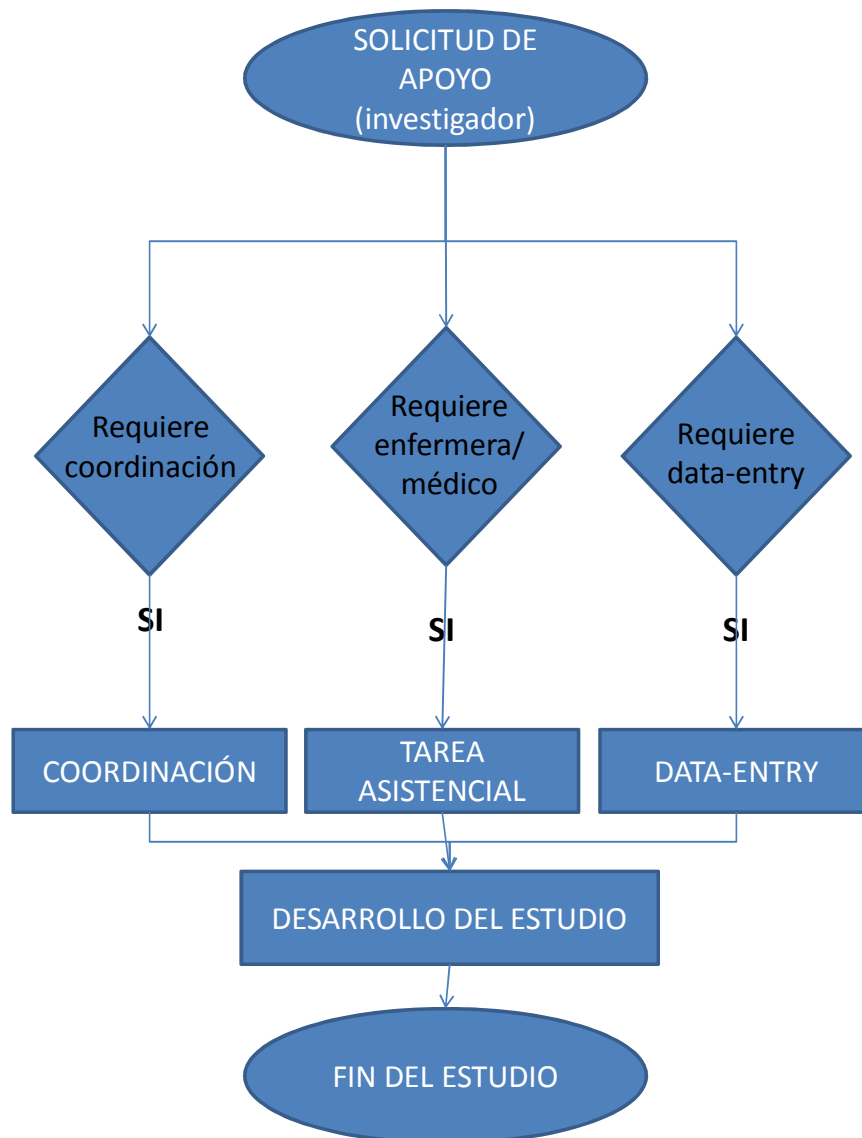 SOLICITUD DE
APOYO
(investigador)
Requiere
coordinación
Requiere
enfermera/
médico
Requiere
data-entry
SI
SI
SI
COORDINACIÓN
TAREA
ASISTENCIAL
DATA-ENTRY
DESARROLLO DEL ESTUDIO
FIN DEL ESTUDIO